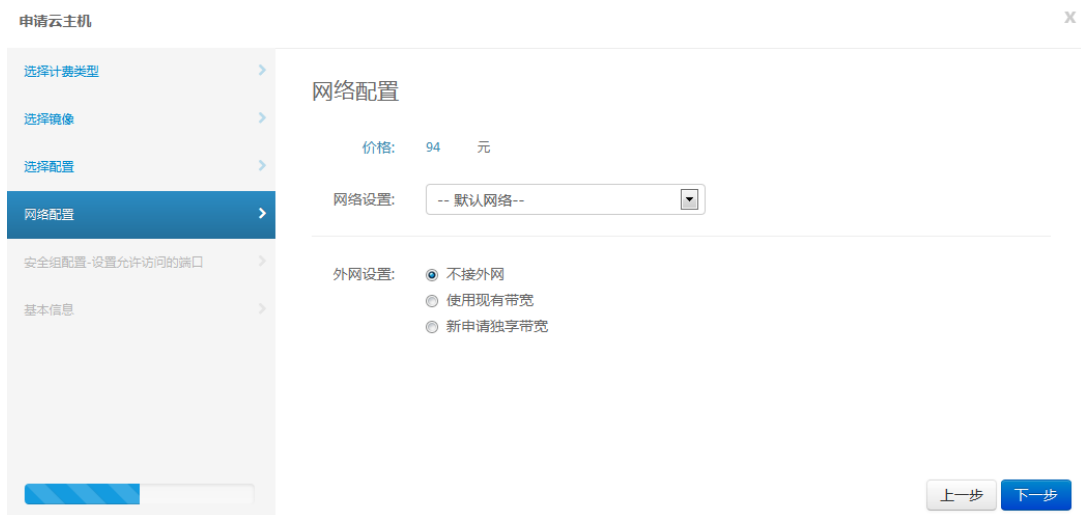 申请云主机
X
选择计费类型
选择镜像
选择配置
网络配置
安全组配置-设置允许访问的端口
基本信息
网络配置
价格: 94 元
网络设置: -- 默认网络--
外网设置: 不接外网
使用现有带宽
新申请独享带宽
上一步 下一步